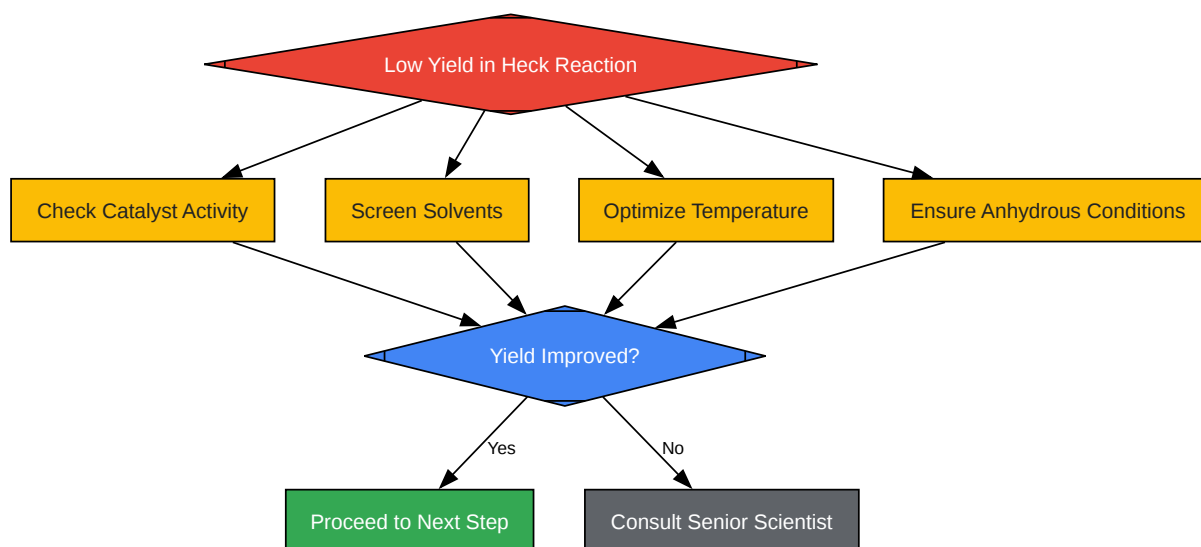 Low Yield in Heck Reaction
Check Catalyst Activity
Screen Solvents
Optimize Temperature
Ensure Anhydrous Conditions
Yield Improved?
Yes
No
Proceed to Next Step
Consult Senior Scientist